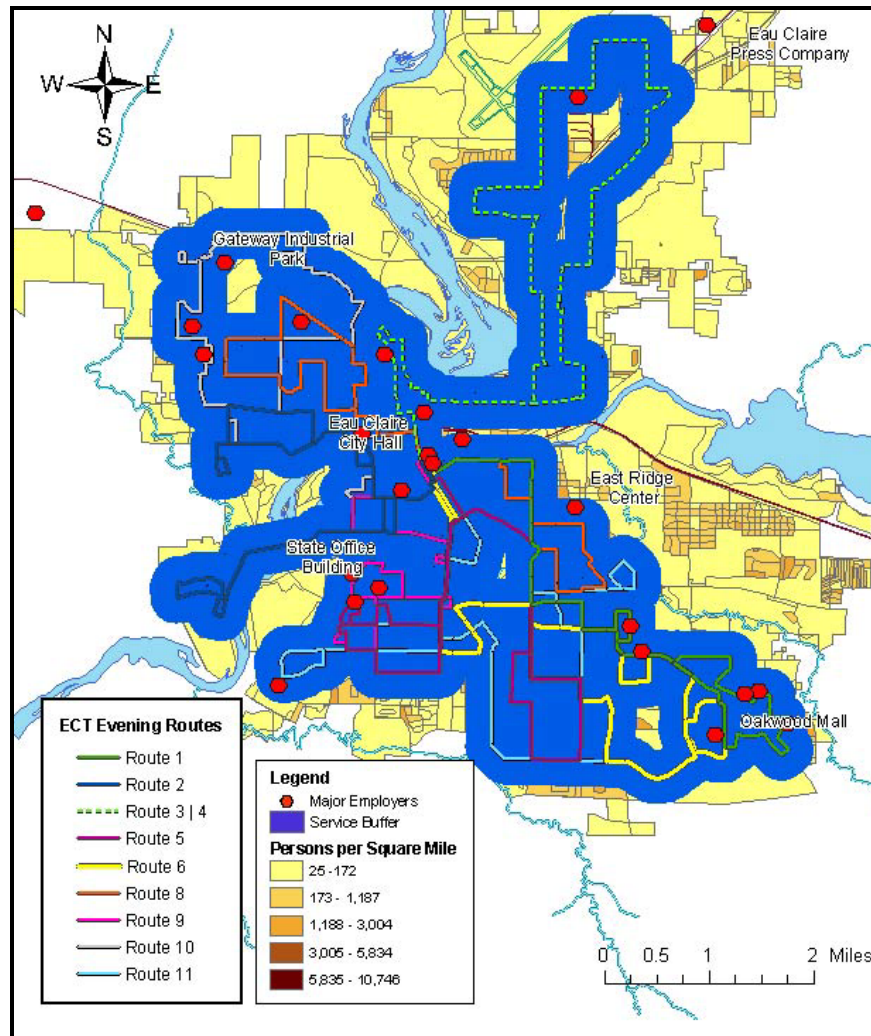 N
W E
S
Eau Claire
Press Company
Gateway Industrial
Park
Eau Claire
City Hall
East Ridge
Center
State Office
Building
Oakwood Mall
ECT Evening Routes
Route 1
Route 2
Route 3 | 4
Route 5
Route 6
Route 8
Route 9
Route 10
Route 11
Legend
Major Employers
Service Buffer
Persons per Square Mile
25 - 172
173 - 1,187
1,188 - 3,004
3,005 - 5,834
5,835 - 10,746
0 0.5 1 2 Miles